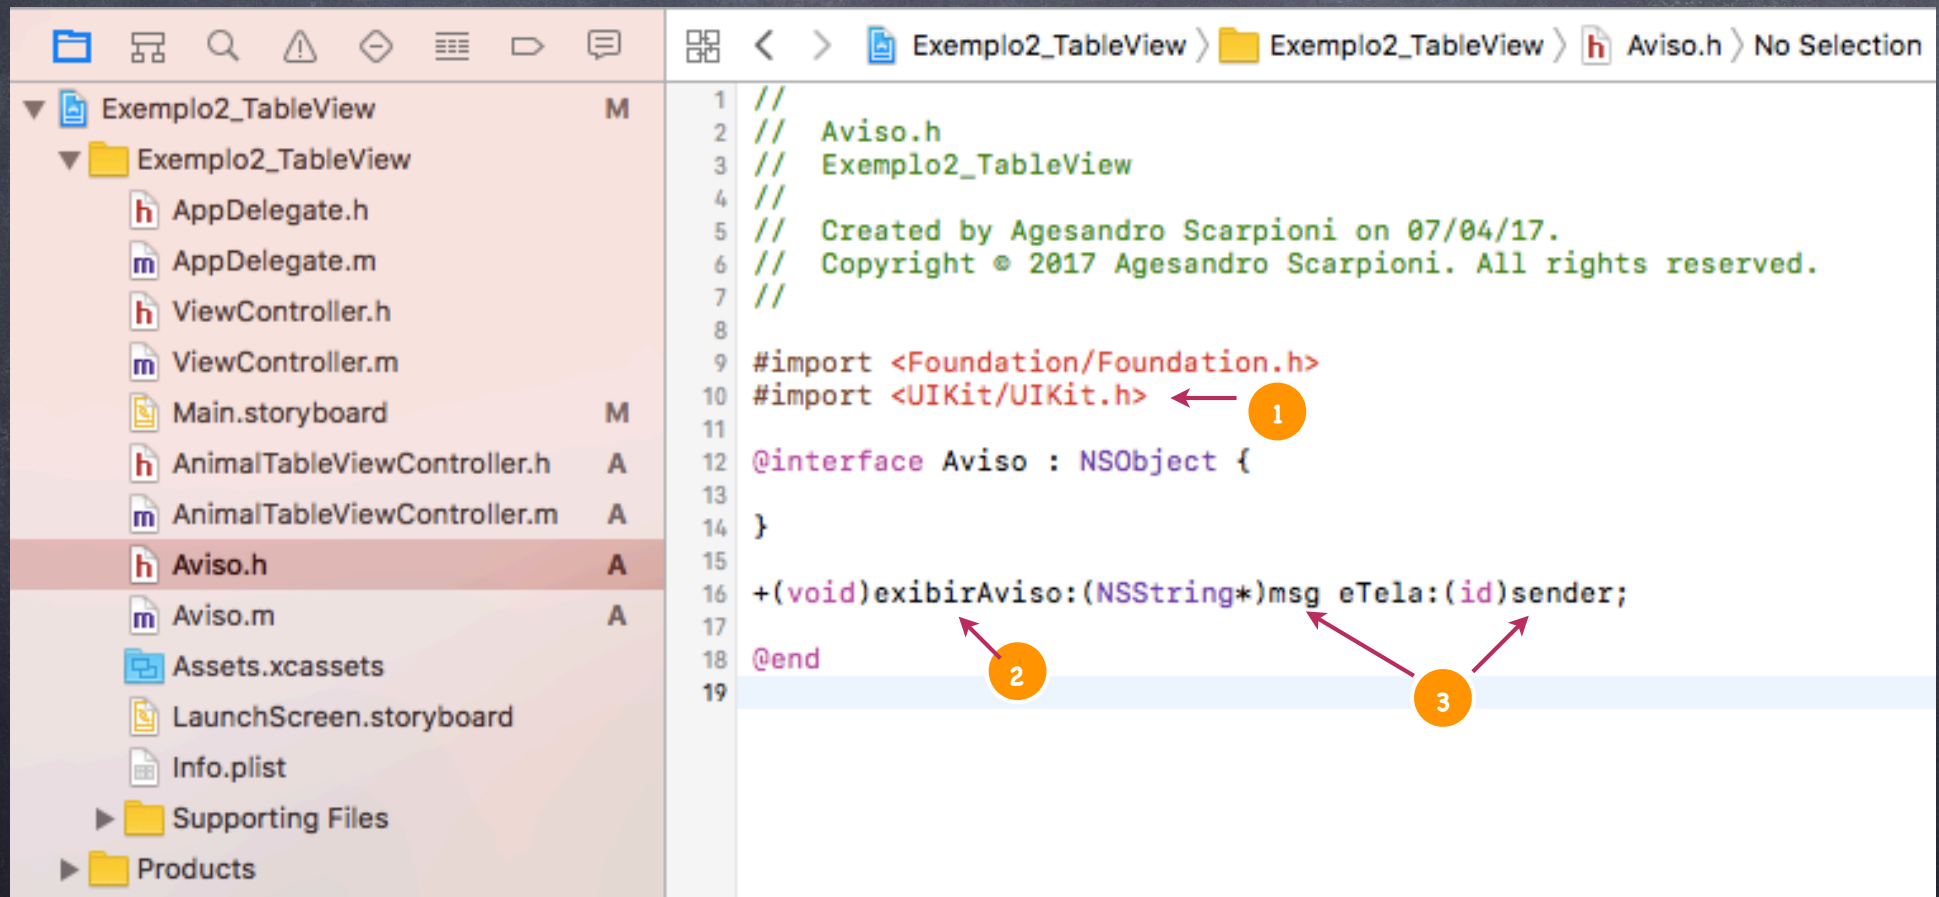 Exemplo2_TableView > Exemplo2_TableView > h Aviso.h > No Selection
Exemplo2_TableView M
Exemplo2_TableView
h AppDelegate.h
m AppDelegate.m
h ViewController.h
m ViewController.m
Main.storyboard M
h AnimalTableViewController.h A
m AnimalTableViewController.m A
h Aviso.h A
m Aviso.m A
Assets.xcassets
LaunchScreen.storyboard
Info.plist
Supporting Files
Products
1 //
2 //  Aviso.h
3 //  Exemplo2_TableView
4 //
5 //  Created by Agesandro Scarpioni on 07/04/17.
6 //  Copyright © 2017 Agesandro Scarpioni. All rights reserved.
7 //
8
9 #import <Foundation/Foundation.h>
10 #import <UIKit/UIKit.h> 1
11
12 @interface Aviso : NSObject {
13
14 }
15
16 +(void)exibirAviso:(NSString*)msg eTela:(id)sender;
17
18 @end
19
2
3